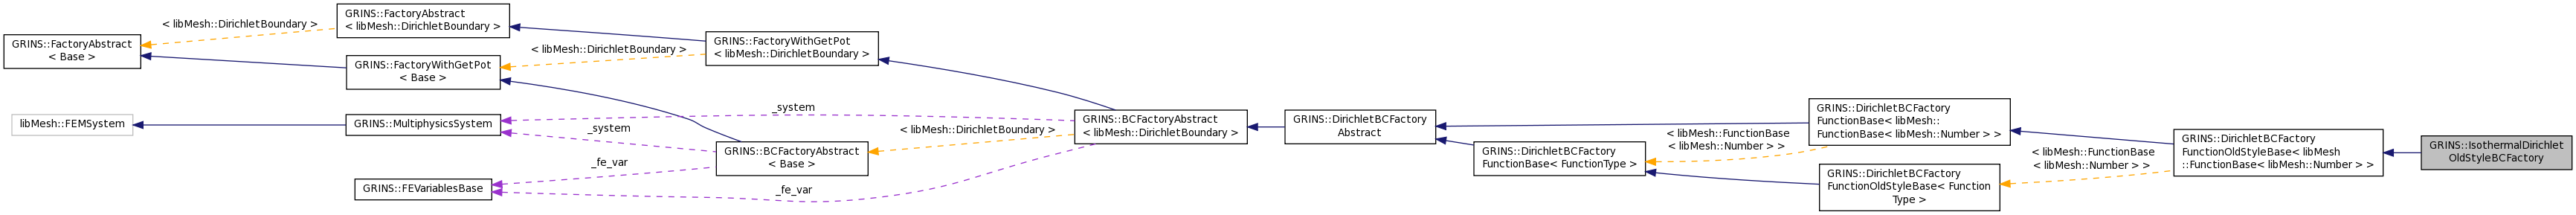 GRINS::FactoryAbstract
< Base >
< libMesh::DirichletBoundary >
GRINS::FactoryAbstract
< libMesh::DirichletBoundary >
GRINS::FactoryWithGetPot
< Base >
libMesh::FEMSystem
GRINS::MultiphysicsSystem
GRINS::FEVariablesBase
< libMesh::DirichletBoundary >
_system
_system
_fe_var
GRINS::FactoryWithGetPot
< libMesh::DirichletBoundary >
GRINS::BCFactoryAbstract
< Base >
_fe_var
< libMesh::DirichletBoundary >
GRINS::BCFactoryAbstract
< libMesh::DirichletBoundary >
GRINS::DirichletBCFactory
Abstract
GRINS::DirichletBCFactory
FunctionBase< FunctionType >
< libMesh::FunctionBase
< libMesh::Number > >
GRINS::DirichletBCFactory
FunctionBase< libMesh::
FunctionBase< libMesh::Number > >
GRINS::DirichletBCFactory
FunctionOldStyleBase< Function
Type >
< libMesh::FunctionBase
< libMesh::Number > >
GRINS::DirichletBCFactory
FunctionOldStyleBase< libMesh
::FunctionBase< libMesh::Number > >
GRINS::IsothermalDirichlet
OldStyleBCFactory